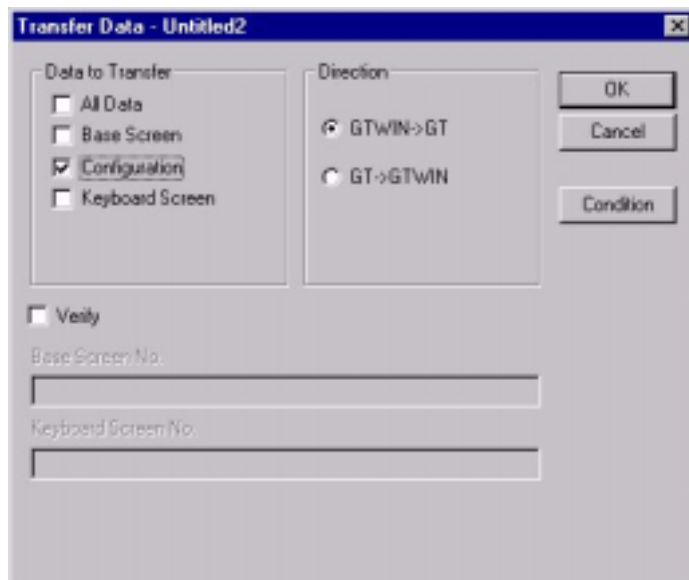 Transfer Data - Untitled2
Data to Transfer
All Data
Base Screen
Configuration
Keyboard Screen
Direction
GTWIN->GT
GT->GTWIN
OK
Cancel
Condition
Verify
Base Screen No.
Keyboard Screen No.